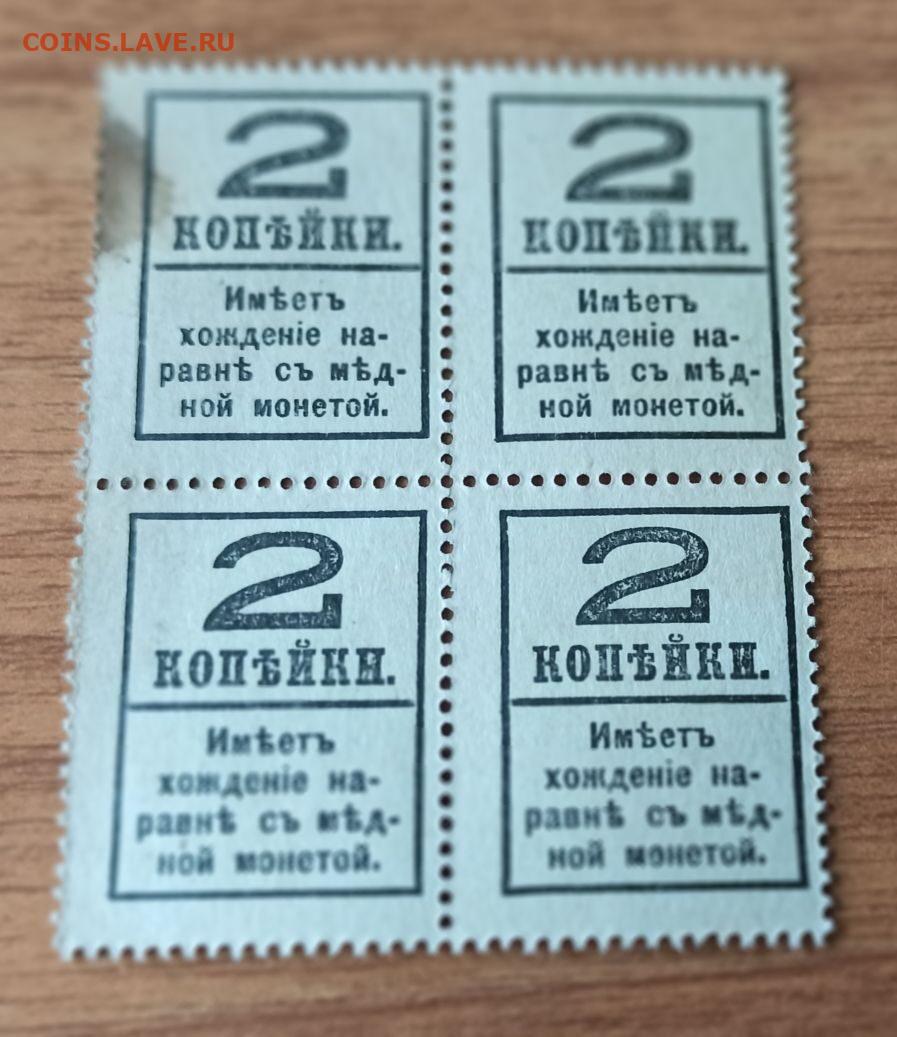 COINS.LAVE.RU
2
КОПѢЙКИ.
Имѣетъ
хожденіе на-
равнѣ съ мѣд-
ной монетой.
2
КОПѢЙКИ.
Имѣетъ
хожденіе на-
равнѣ съ мѣд-
ной монетой.
2
КОПѢЙКИ.
Имѣетъ
хожденіе на-
равнѣ съ мѣд-
ной монетой.
2
КОПѢЙКИ.
Имѣетъ
хожденіе на-
равнѣ съ мѣд-
ной монетой.